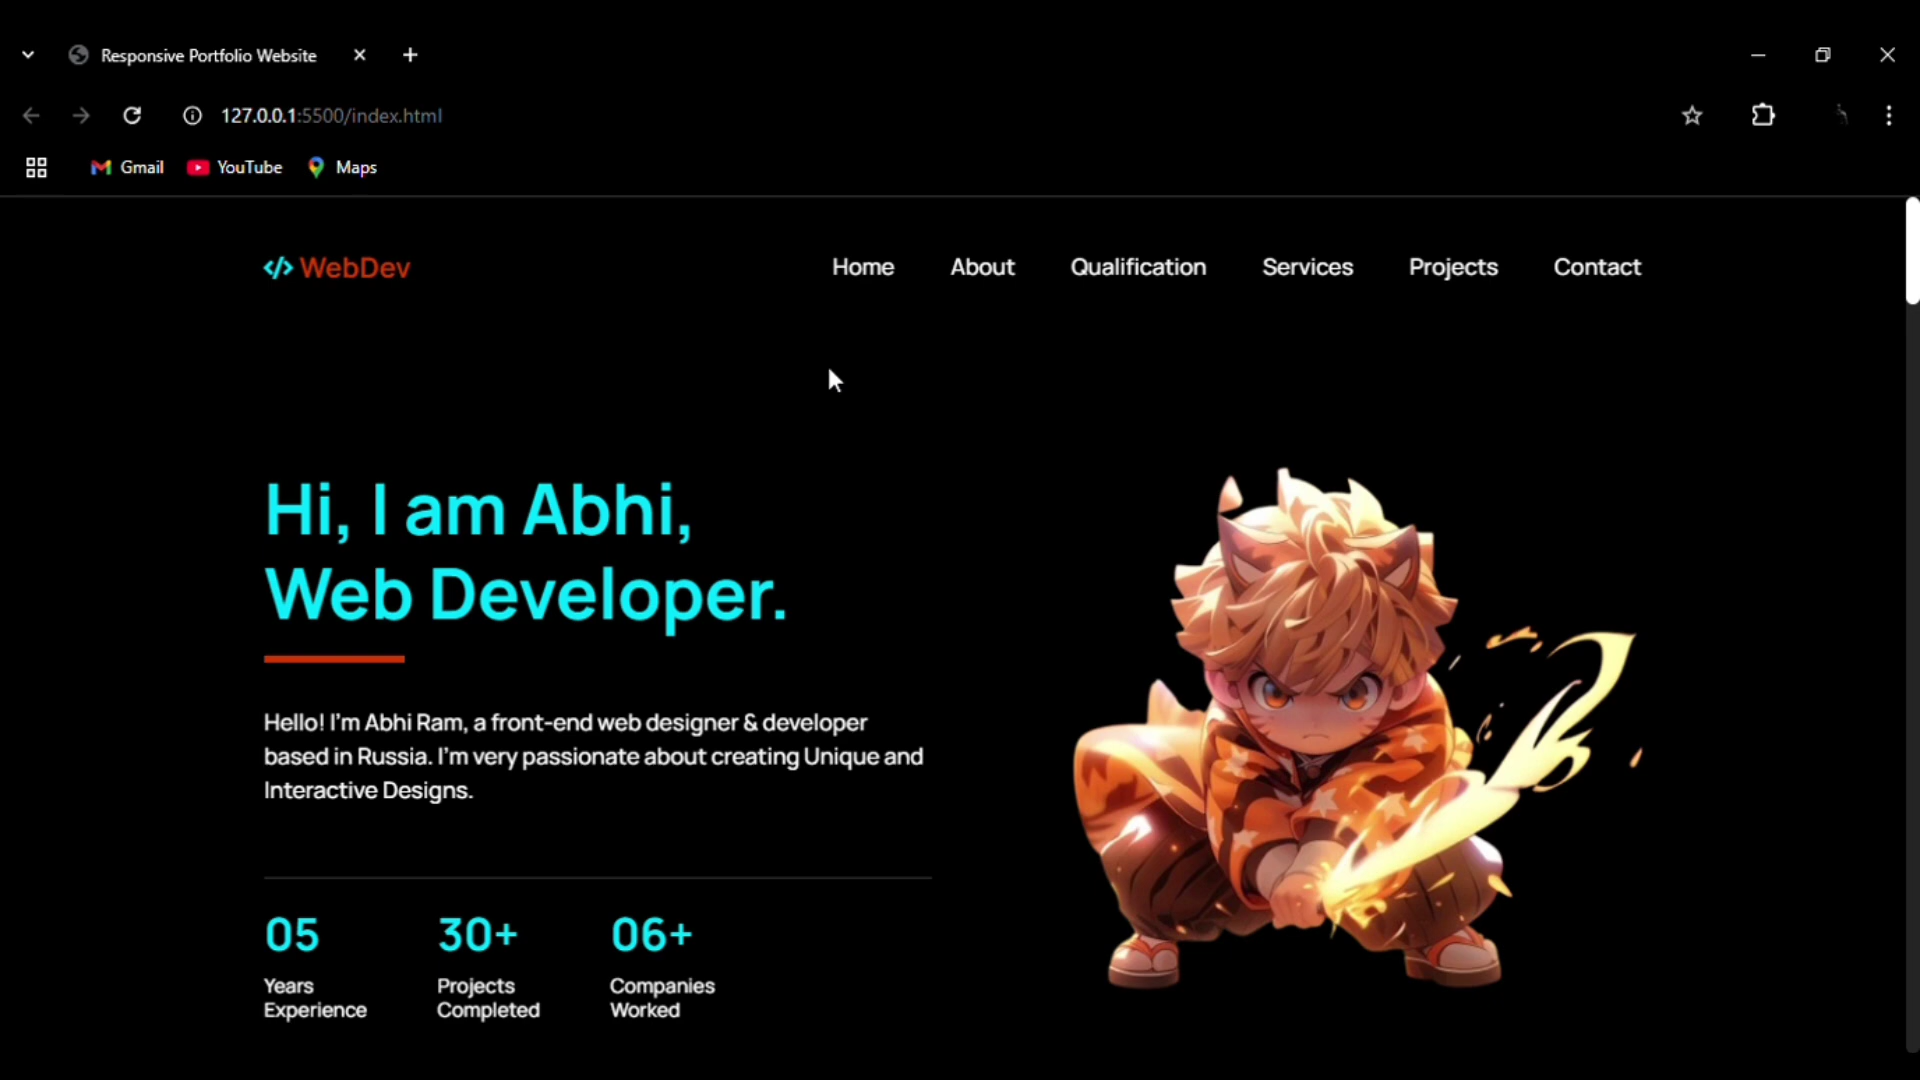 Responsive Portfolio Website
127.0.0.1:5500/index.html
Gmail YouTube Maps
</> WebDev Home About Qualification Services Projects Contact
Hi, I am Abhi,
Web Developer.
Hello! I'm Abhi Ram, a front-end web designer & developer
based in Russia. I'm very passionate about creating Unique and
Interactive Designs.
05 30+ 06+
Years Projects Companies
Experience Completed Worked